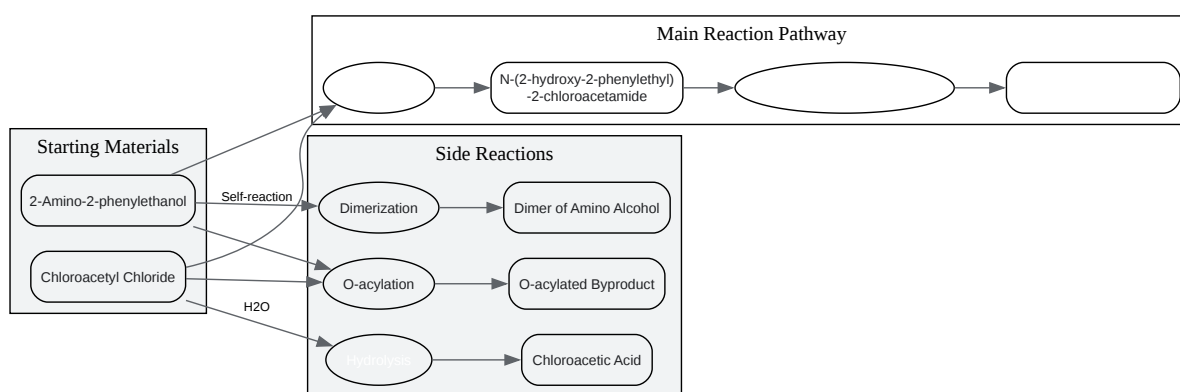 Main Reaction Pathway
N-(2-hydroxy-2-phenylethyl)
-2-chloroacetamide
Starting Materials
2-Amino-2-phenylethanol
Chloroacetyl Chloride
Self-reaction
H2O
Side Reactions
Dimerization
Dimer of Amino Alcohol
O-acylation
O-acylated Byproduct
Hydrolysis
Chloroacetic Acid